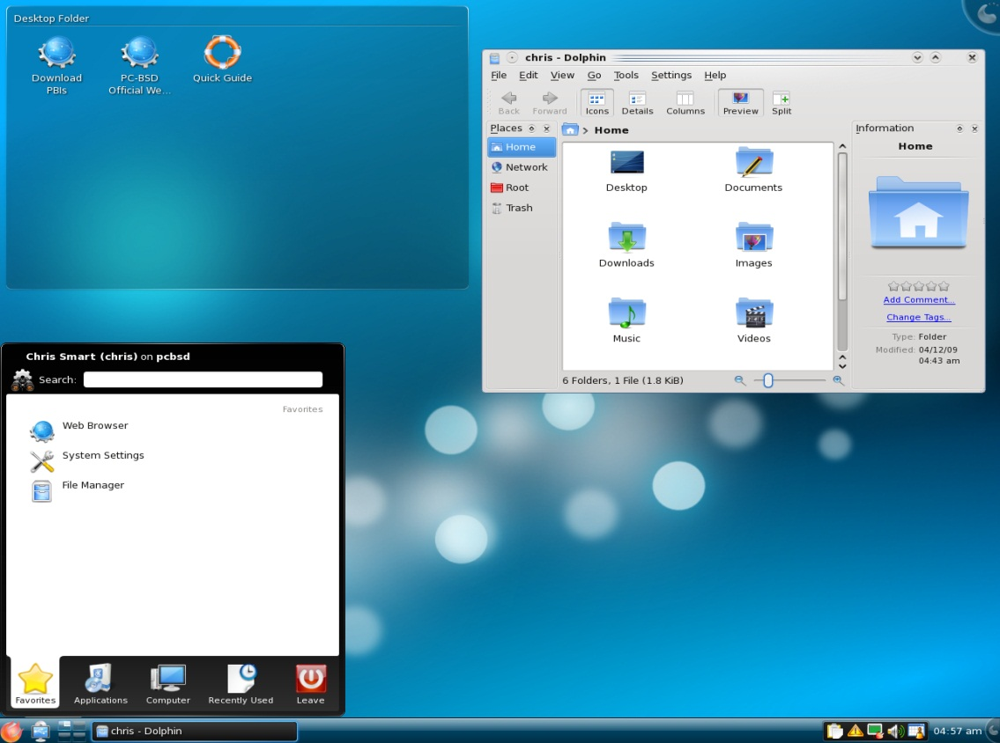 Desktop Folder
Download
PBIs
PC-BSD
Official We...
Quick Guide
chris - Dolphin
File Edit View Go Tools Settings Help
Back Forward Icons Details Columns Preview Split
Places
Home
Network
Root
Trash
Home
Desktop Documents
Downloads Images
Music Videos
6 Folders, 1 File (1.8 KiB)
Information
Home
Add Comment...
Change Tags...
Type: Folder
Modified: 04/12/09
04:43 am
Chris Smart (chris) on pcbsd
Search:
Favorites
Web Browser
System Settings
File Manager
Favorites Applications Computer Recently Used Leave
chris - Dolphin
04:57 am